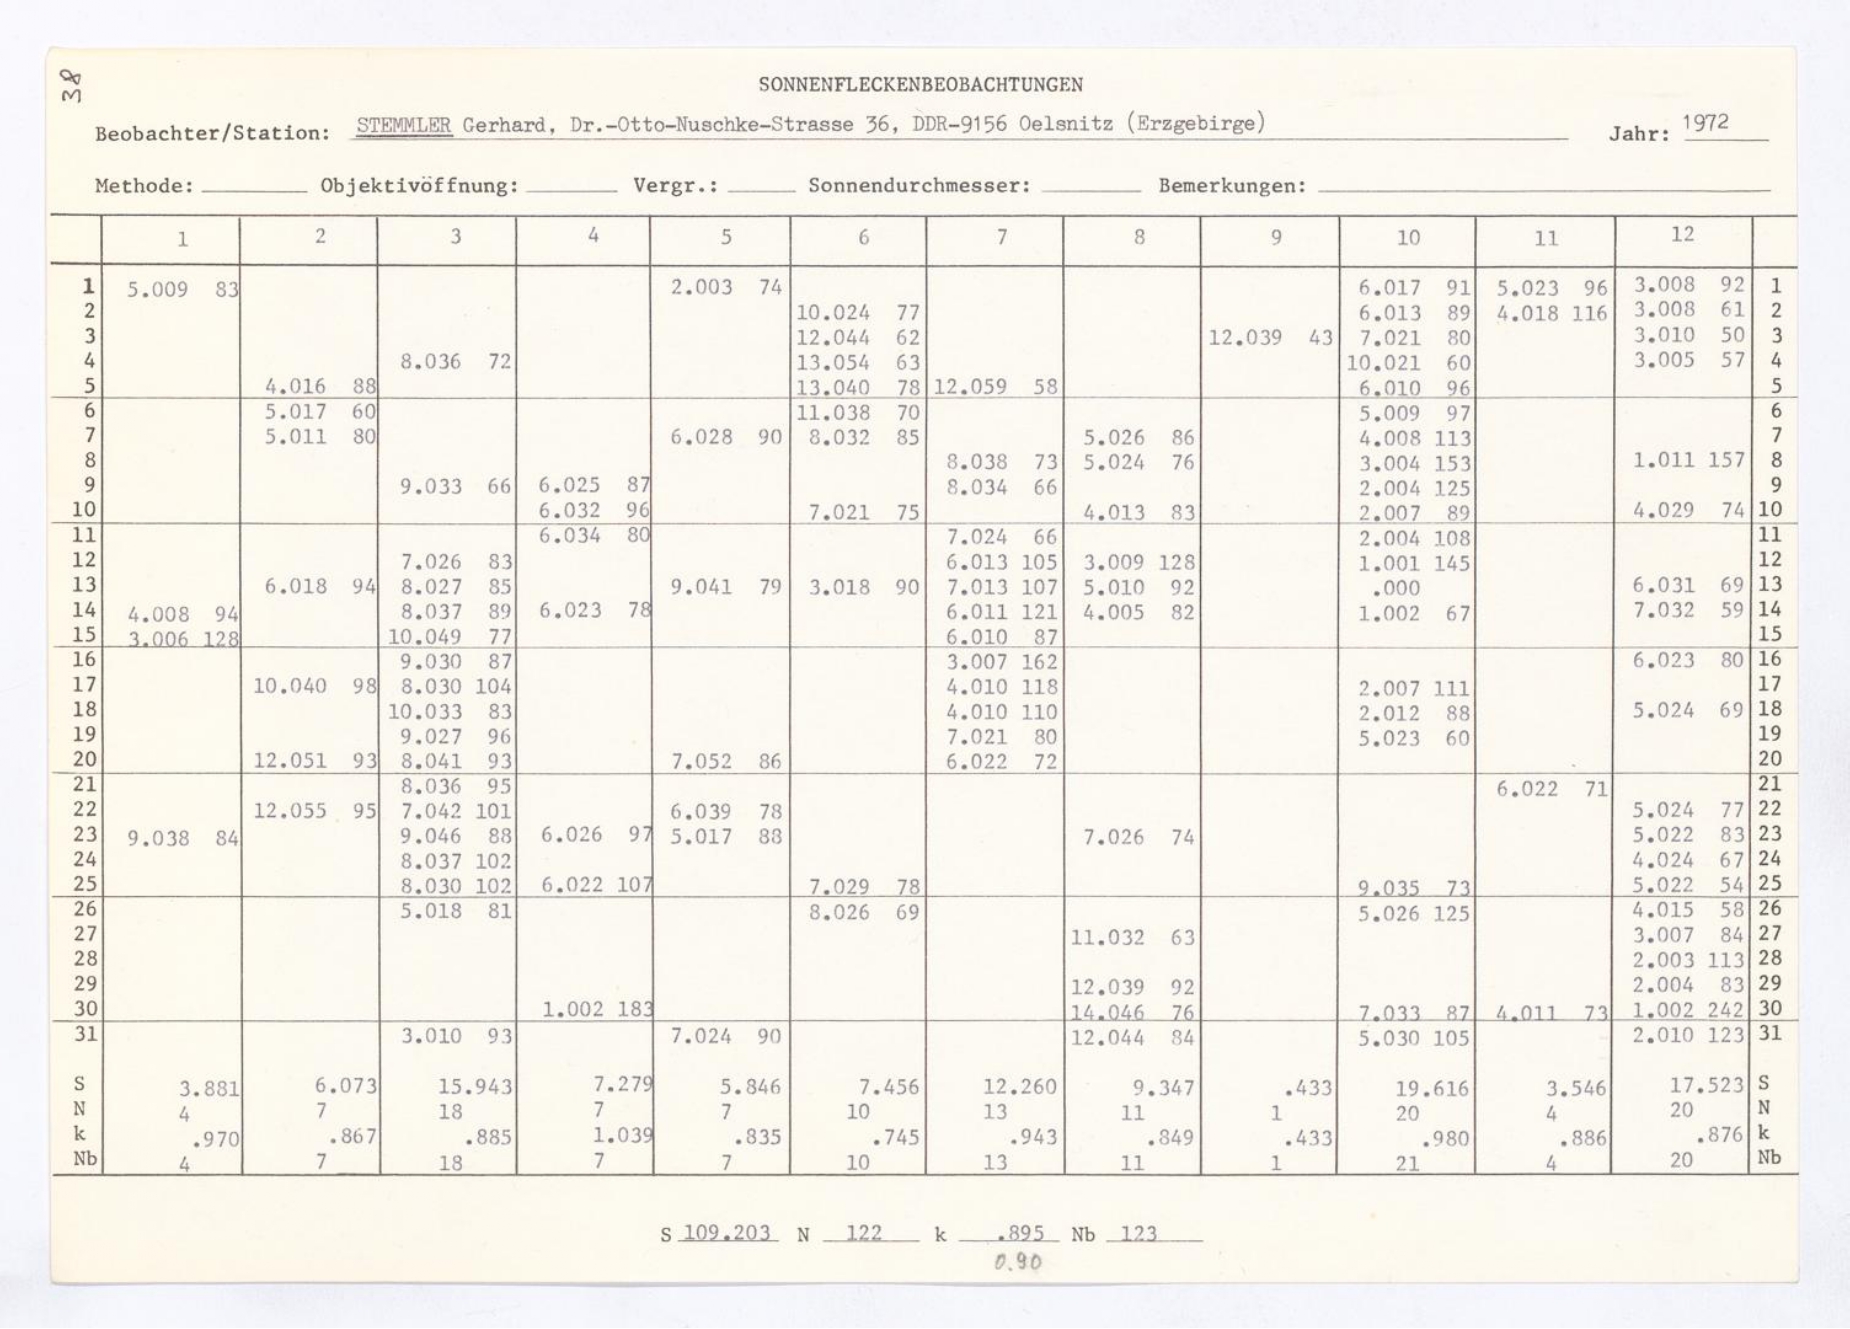 38
SONNENFLECKENBEOBACHTUNGEN
Beobachter/Station: STEMMLER Gerhard, Dr.-Otto-Nuschke-Strasse 36, DDR-9156 Oelsnitz (Erzgebirge) Jahr: 1972
Methode: Objektivöffnung: Vergr.: Sonnendurchmesser: Bemerkungen:
1 2 3 4 5 6 7 8 9 10 11 12
1 5.009 83 2.003 74 6.017 91 5.023 96 3.008 92 1
2 10.024 77 6.013 89 4.018 116 3.008 61 2
3 12.044 62 12.039 43 7.021 80 3.010 50 3
4 8.036 72 13.054 63 10.021 60 3.005 57 4
5 4.016 88 13.040 78 12.059 58 6.010 96 5
6 5.017 60 11.038 70 5.009 97 6
7 5.011 80 6.028 90 8.032 85 5.026 86 4.008 113 7
8 8.038 73 5.024 76 3.004 153 1.011 157 8
9 9.033 66 6.025 87 8.034 66 2.004 125 9
10 6.032 96 7.021 75 4.013 83 2.007 89 4.029 74 10
11 6.034 80 7.024 66 2.004 108 11
12 7.026 83 6.013 105 3.009 128 1.001 145 12
13 6.018 94 8.027 85 9.041 79 3.018 90 7.013 107 5.010 92 .000 6.031 69 13
14 4.008 94 8.037 89 6.023 78 6.011 121 4.005 82 1.002 67 7.032 59 14
15 3.006 128 10.049 77 6.010 87 15
16 9.030 87 3.007 162 6.023 80 16
17 10.040 98 8.030 104 4.010 118 2.007 111 17
18 10.033 83 4.010 110 2.012 88 5.024 69 18
19 9.027 96 7.021 80 5.023 60 19
20 12.051 93 8.041 93 7.052 86 6.022 72 20
21 8.036 95 6.022 71 21
22 12.055 95 7.042 101 6.039 78 5.024 77 22
23 9.038 84 9.046 88 6.026 97 5.017 88 7.026 74 5.022 83 23
24 8.037 102 4.024 67 24
25 8.030 102 6.022 107 7.029 78 9.035 73 5.022 54 25
26 5.018 81 8.026 69 5.026 125 4.015 58 26
27 11.032 63 3.007 84 27
28 2.003 113 28
29 12.039 92 2.004 83 29
30 1.002 183 14.046 76 7.033 87 4.011 73 1.002 242 30
31 3.010 93 7.024 90 12.044 84 5.030 105 2.010 123 31
S 3.881 6.073 15.943 7.279 5.846 7.456 12.260 9.347 .433 19.616 3.546 17.523 S
N 4 7 18 7 7 10 13 11 1 20 4 20 N
k .970 .867 .885 1.039 .835 .745 .943 .849 .433 .980 .886 .876 k
Nb 4 7 18 7 7 10 13 11 1 21 4 20 Nb
S 109.203 N 122 k .895 Nb 123
0.90